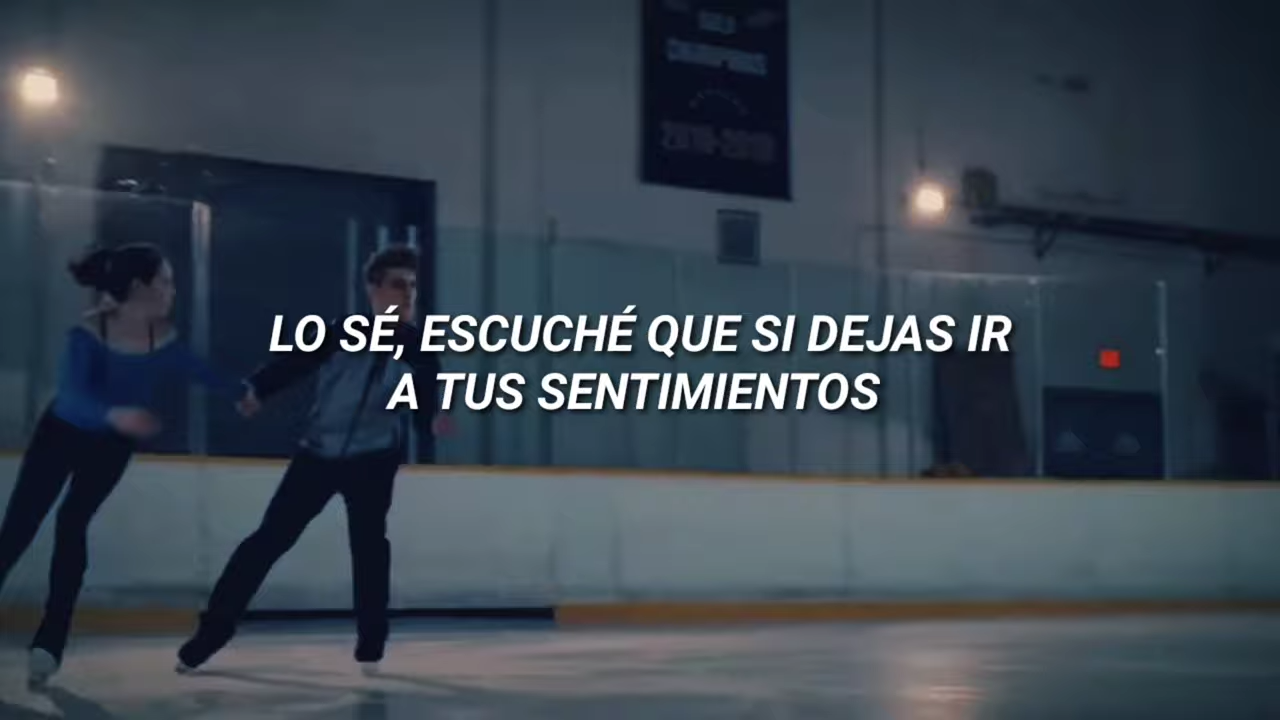 LO SÉ, ESCUCHÉ QUE SI DEJAS IR
A TUS SENTIMIENTOS